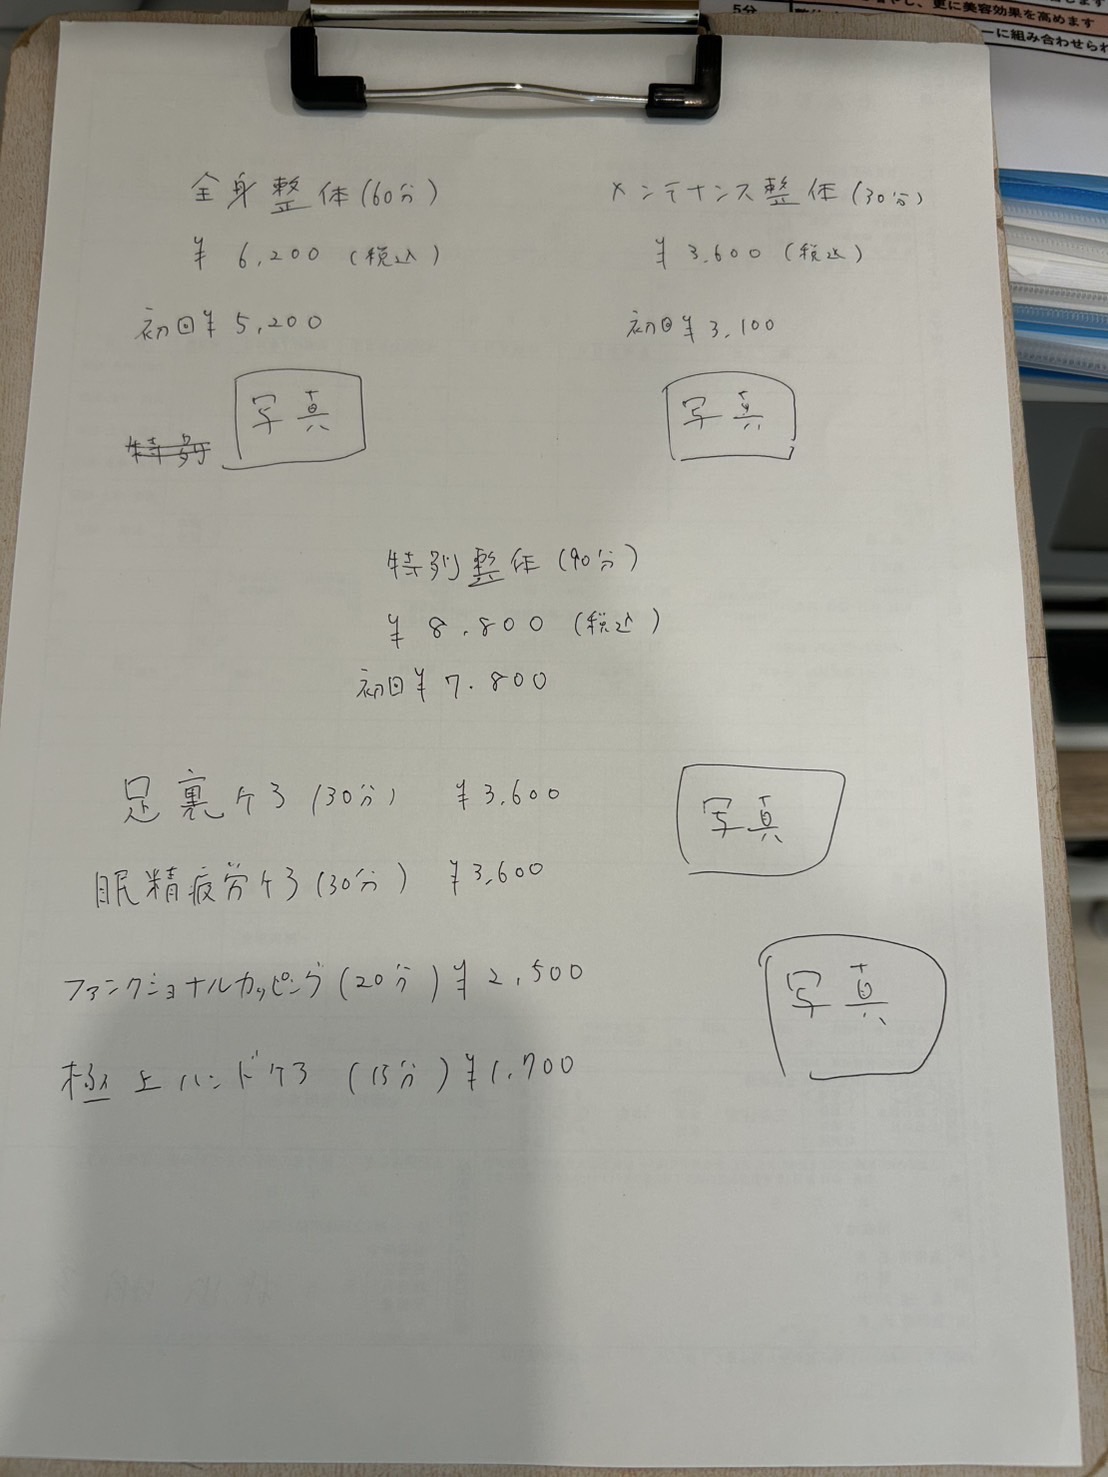 5分
し、更に美容効果を高めます
ーに組み合わせられ
全身整体(60分)
¥ 6,200 (税込)
初回¥ 5,200
写真
特別
メンテナンス整体(30分)
¥ 3,600 (税込)
初回¥ 3,100
写真
特別整体(90分)
¥ 8,800 (税込)
初回¥ 7,800
足裏ケア(30分) ¥3,600
写真
眼精疲労ケア(30分) ¥3,600
ファンクショナルカッピング(20分) ¥2,500
写真
極上ハンドケア (15分) ¥1,700